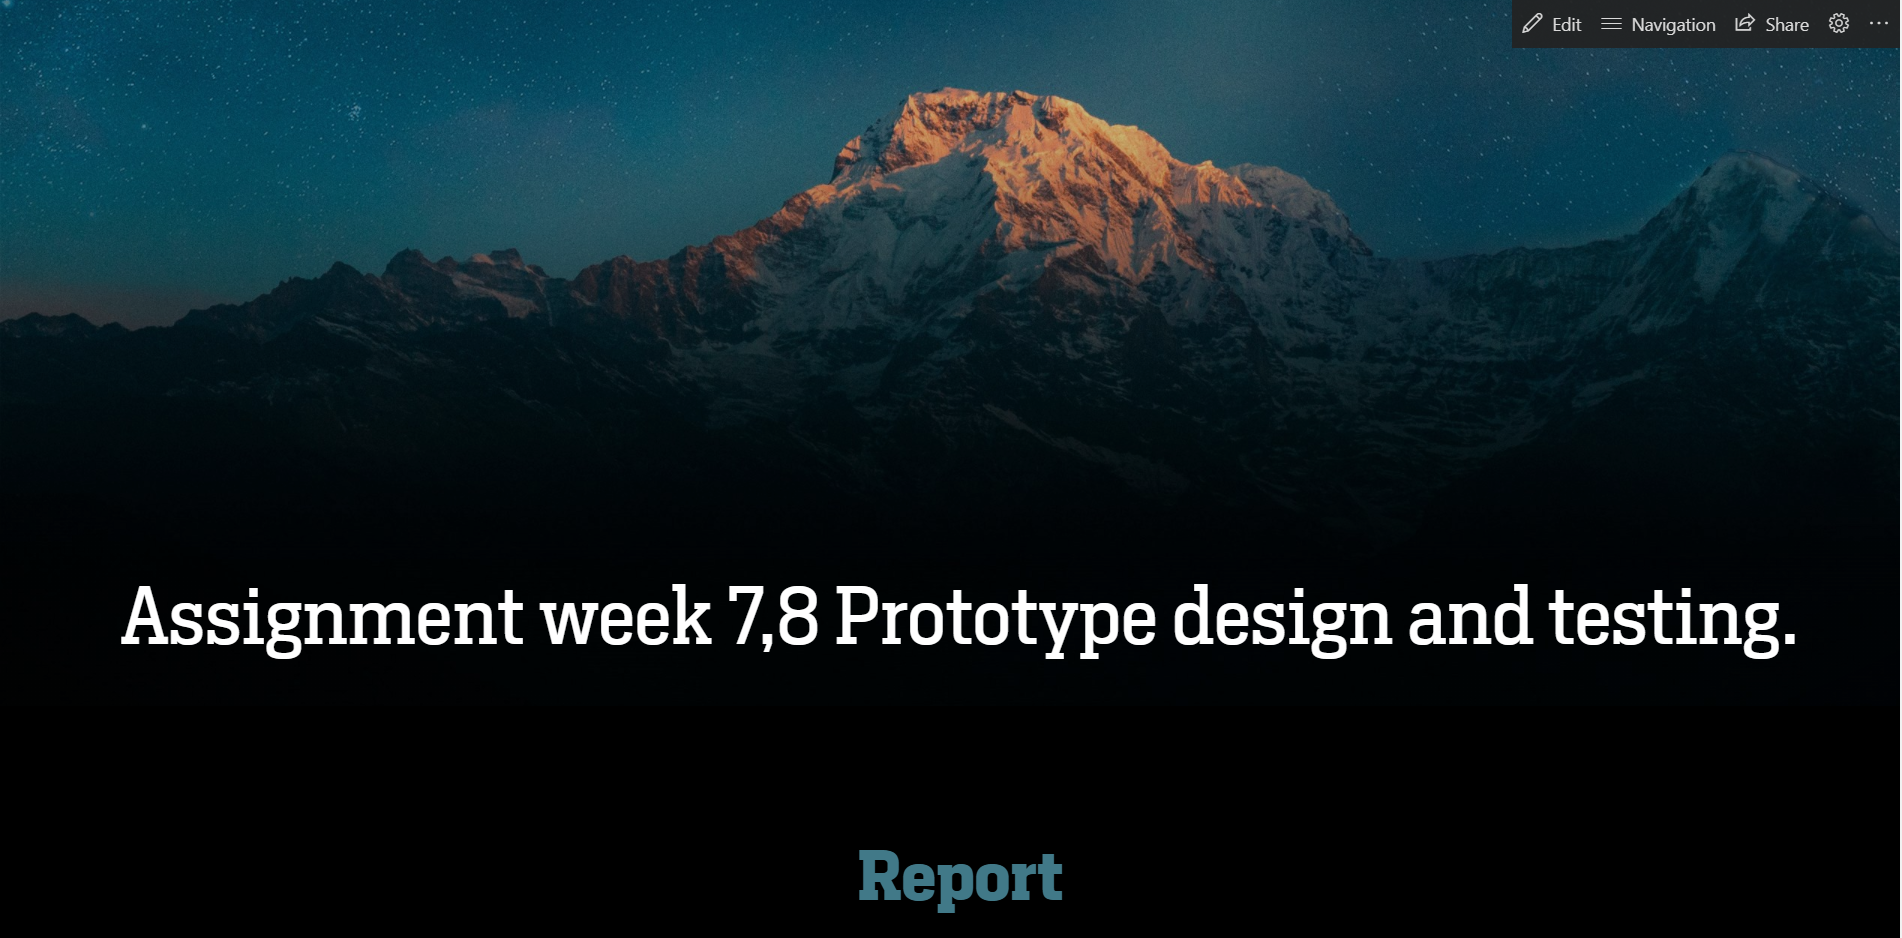 Edit Navigation Share
Assignment week 7,8 Prototype design and testing.
Report